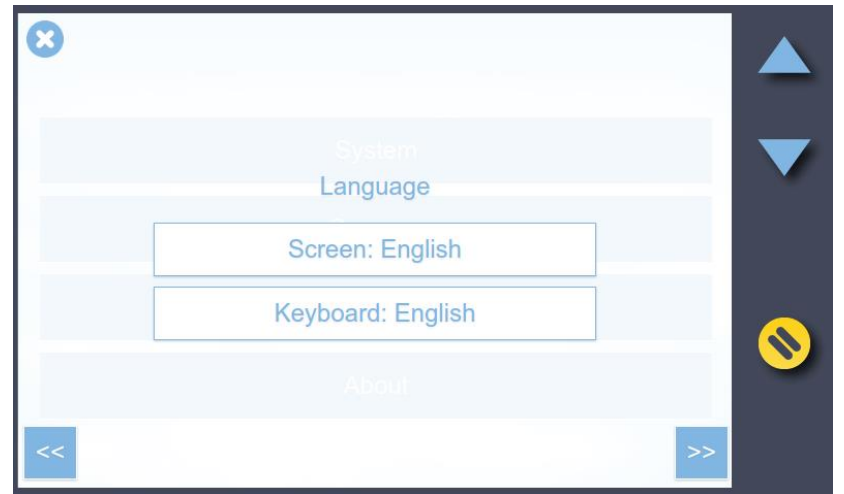 System
Language
Screen: English
Keyboard: English
About
<< >>